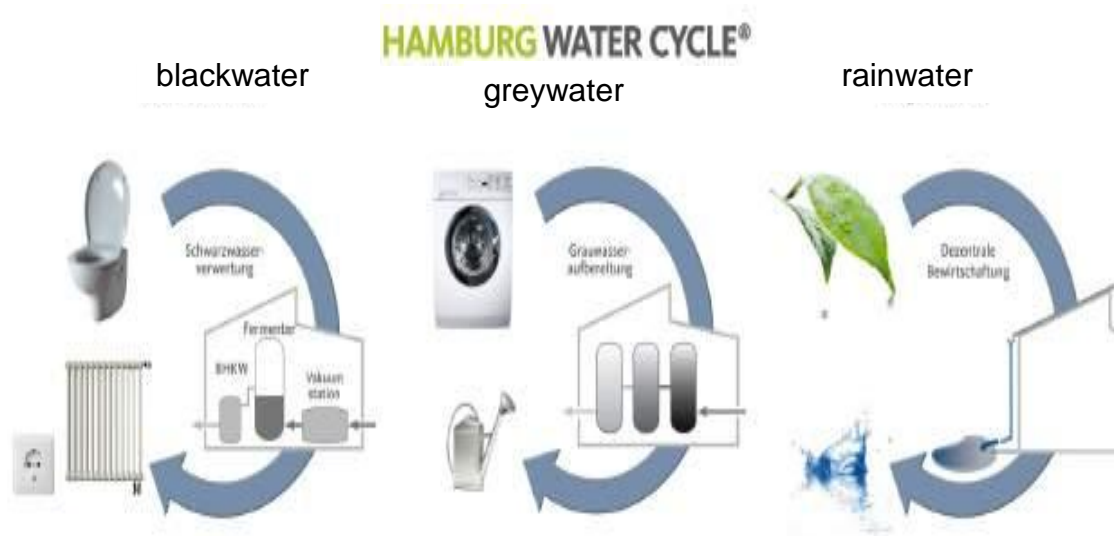 HAMBURG WATER CYCLE®
blackwater
greywater
rainwater
Schwarzwasser-
verwertung
Fermenter
BHKW
Vakuum
station
Grauwasser-
aufbereitung
Dezentrale
Bewirtschaftung